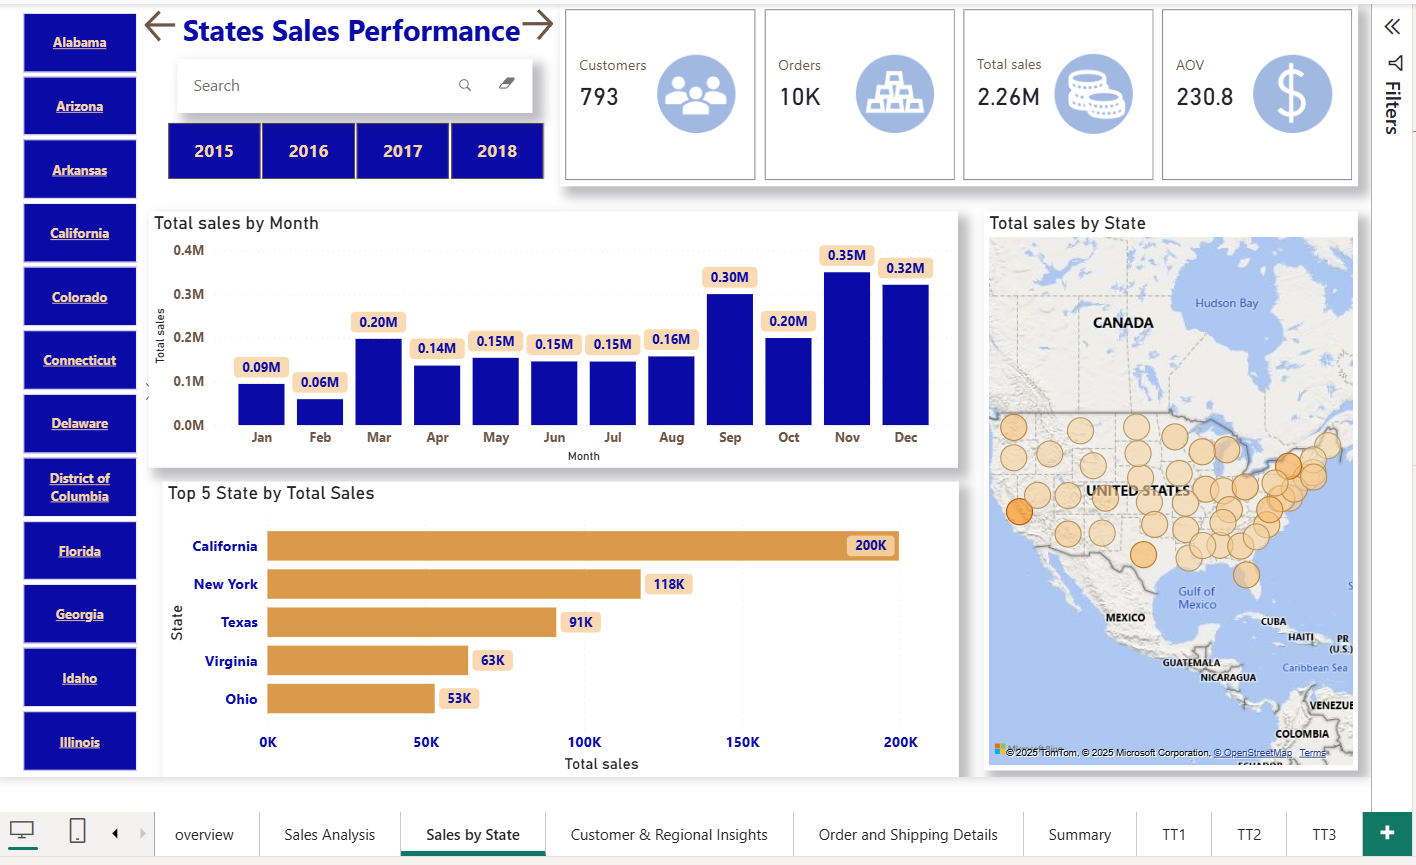 States Sales Performance
Search
2015
2016
2017
2018
Alabama
Arizona
Arkansas
California
Colorado
Connecticut
Delaware
District of
Columbia
Florida
Georgia
Idaho
Illinois
Customers
793
Orders
10K
Total sales
2.26M
AOV
230.8
Filters
Total sales by Month
Total sales
0.4M
0.3M
0.2M
0.1M
0.0M
0.09M
0.06M
0.20M
0.14M
0.15M
0.15M
0.15M
0.16M
0.30M
0.20M
0.35M
0.32M
Jan
Feb
Mar
Apr
May
Jun
Jul
Aug
Sep
Oct
Nov
Dec
Month
Top 5 State by Total Sales
State
California
200K
New York
118K
Texas
91K
Virginia
63K
Ohio
53K
0K
50K
100K
150K
200K
Total sales
Total sales by State
Hudson Bay
CANADA
UNITED STATES
Gulf of
Mexico
MEXICO
CUBA
HAITI
PR
(U.S.)
GUATEMALA
NICARAGUA
Caribbean Sea
VENEZUE
COLOMBIA
ECUADOR
© 2025 TomTom, © 2025 Microsoft Corporation, © OpenStreetMap Terms
overview
Sales Analysis
Sales by State
Customer & Regional Insights
Order and Shipping Details
Summary
TT1
TT2
TT3